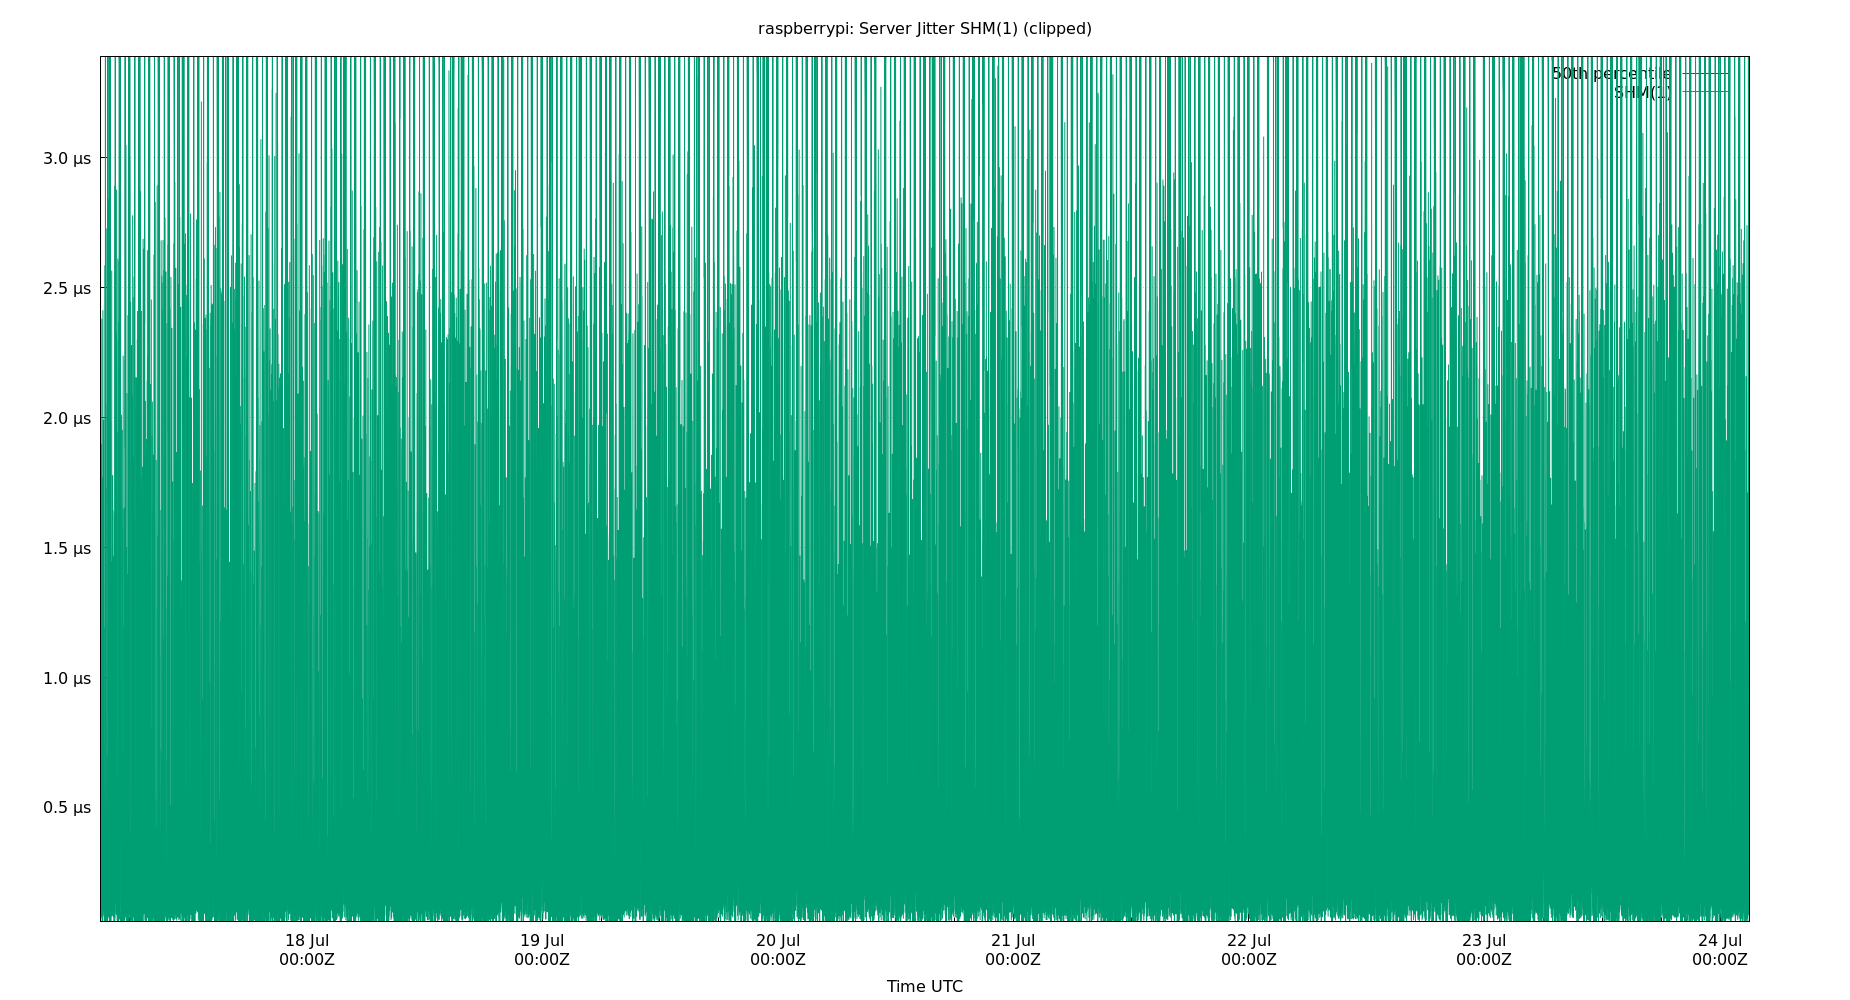 raspberrypi: Server Jitter SHM(1) (clipped)
50th percentile
SHM(1)
3.0 µs
2.5 µs
2.0 µs
1.5 µs
1.0 µs
0.5 µs
18 Jul 19 Jul 20 Jul 21 Jul 22 Jul 23 Jul 24 Jul
00:00Z 00:00Z 00:00Z 00:00Z 00:00Z 00:00Z 00:00Z
Time UTC